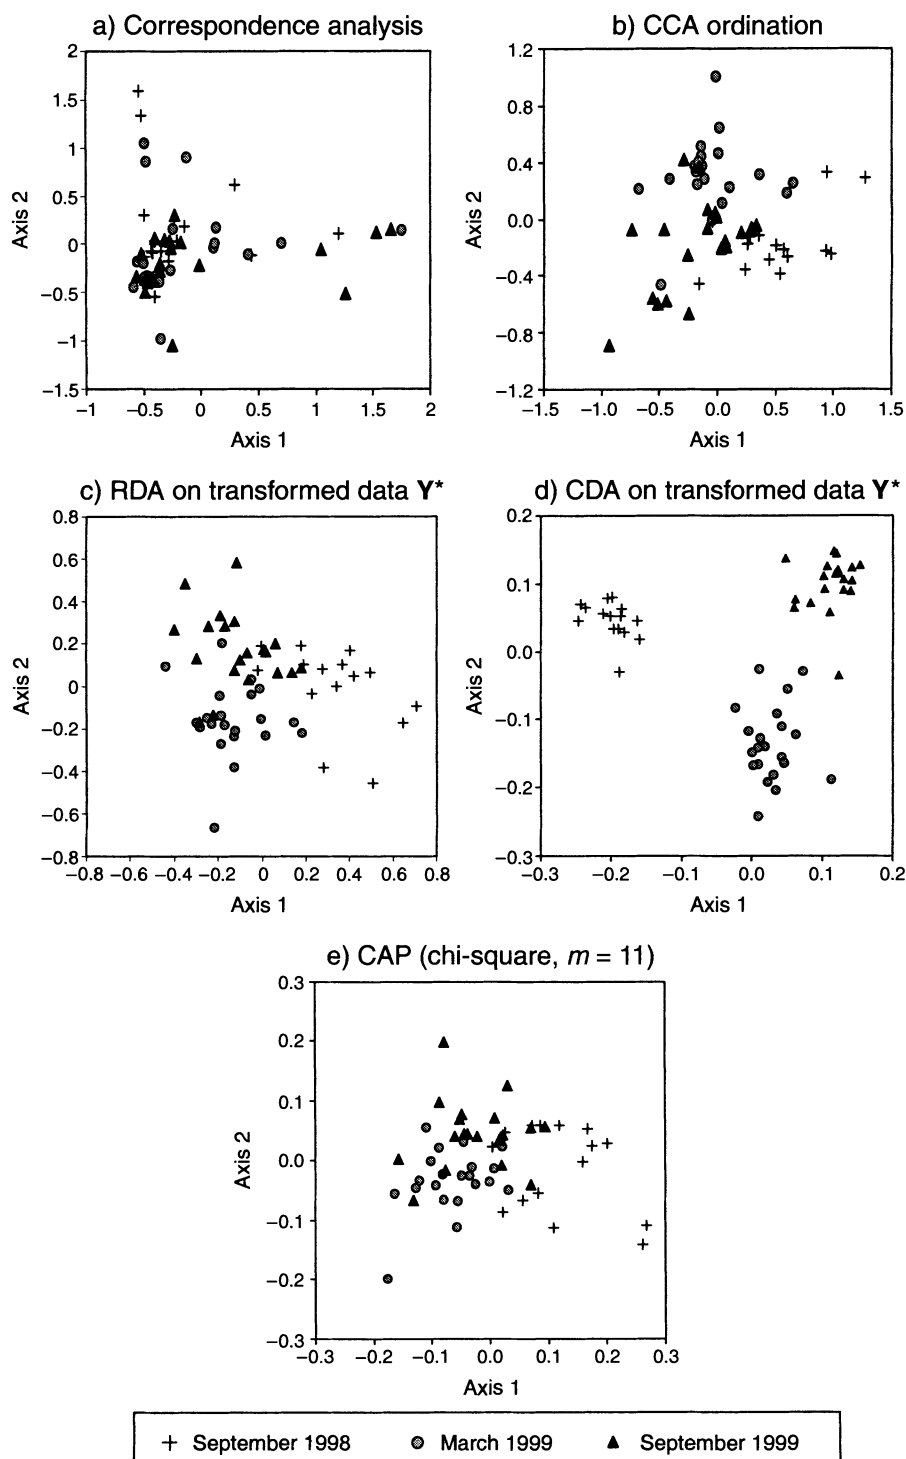 a) Correspondence analysis
2
1.5
1
0.5
0
−0.5
−1
−1.5
Axis 2
−1 −0.5 0 0.5 1 1.5 2
Axis 1
b) CCA ordination
1.2
0.8
0.4
0.0
−0.4
−0.8
−1.2
Axis 2
−1.5 −1.0 −0.5 0.0 0.5 1.0 1.5
Axis 1
c) RDA on transformed data Y*
0.8
0.6
0.4
0.2
0
−0.2
−0.4
−0.6
−0.8
Axis 2
−0.8 −0.6 −0.4 −0.2 0 0.2 0.4 0.6 0.8
Axis 1
d) CDA on transformed data Y*
0.2
0.1
0.0
−0.1
−0.2
−0.3
Axis 2
−0.3 −0.2 −0.1 0.0 0.1 0.2
Axis 1
e) CAP (chi-square, m = 11)
0.3
0.2
0.1
0.0
−0.1
−0.2
−0.3
Axis 2
−0.3 −0.2 −0.1 0.0 0.1 0.2 0.3
Axis 1
September 1998 March 1999 September 1999